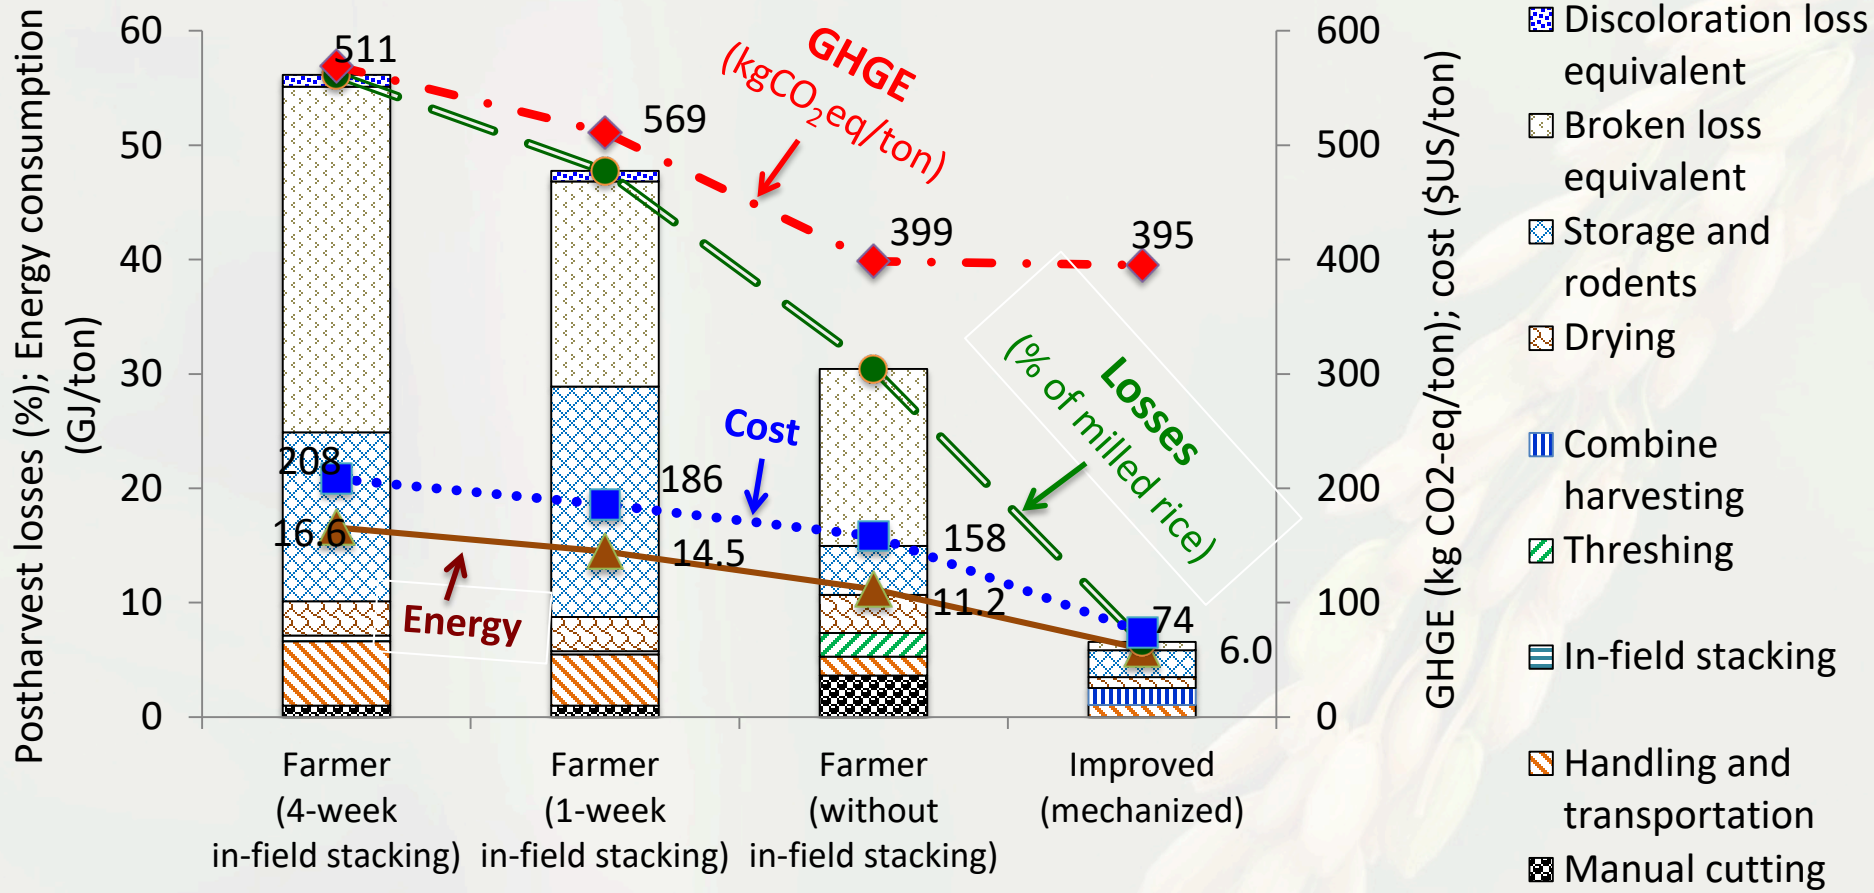 Postharvest losses (%); Energy consumption
(GJ/ton)
60
50
40
30
20
10
0
511
569
399
395
GHGE
(kgCO₂eq/ton)
Losses
(% of milled rice)
Cost
208
186
158
74
Energy
16.6
14.5
11.2
6.0
600
500
400
300
200
100
0
GHGE (kg CO2-eq/ton); cost ($US/ton)
Farmer
(4-week
in-field stacking)
Farmer
(1-week
in-field stacking)
Farmer
(without
in-field stacking)
Improved
(mechanized)
Discoloration loss
equivalent
Broken loss
equivalent
Storage and
rodents
Drying
Combine
harvesting
Threshing
In-field stacking
Handling and
transportation
Manual cutting